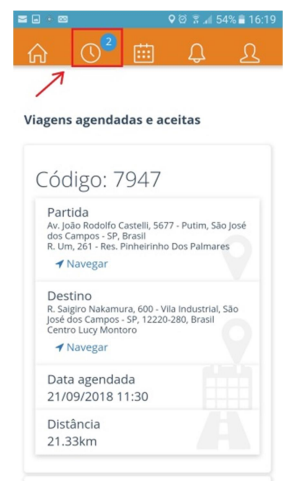 54% 16:19
2
Viagens agendadas e aceitas
Código: 7947
Partida
Av. João Rodolfo Castelli, 5677 - Putim, São José
dos Campos - SP, Brasil
R. Um, 261 - Res. Pinheirinho Dos Palmares
Navegar
Destino
R. Saigiro Nakamura, 600 - Vila Industrial, São
José dos Campos - SP, 12220-280, Brasil
Centro Lucy Montoro
Navegar
Data agendada
21/09/2018 11:30
Distância
21.33km